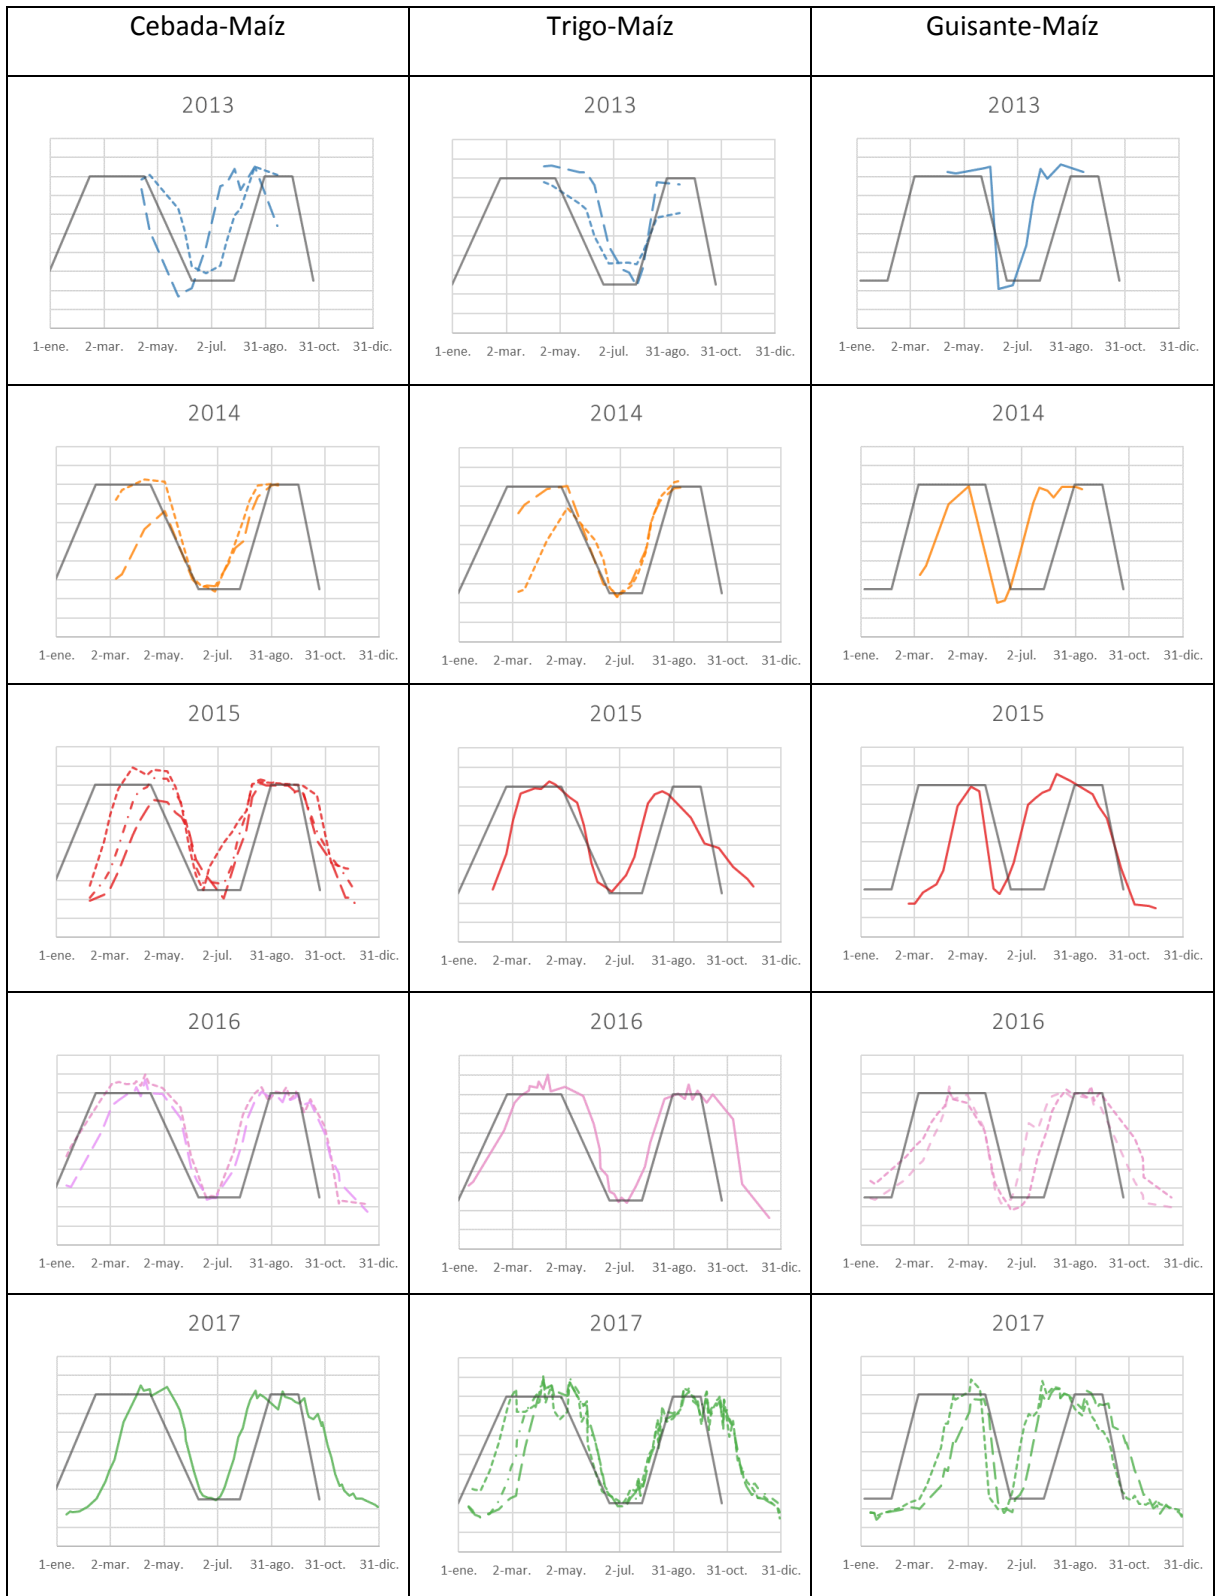 Cebada-Maíz Trigo-Maíz Guisante-Maíz
2013 2013 2013
1-ene. 2-mar. 2-may. 2-jul. 31-ago. 31-oct. 31-dic. 1-ene. 2-mar. 2-may. 2-jul. 31-ago. 31-oct. 31-dic. 1-ene. 2-mar. 2-may. 2-jul. 31-ago. 31-oct. 31-dic.
2014 2014 2014
1-ene. 2-mar. 2-may. 2-jul. 31-ago. 31-oct. 31-dic. 1-ene. 2-mar. 2-may. 2-jul. 31-ago. 31-oct. 31-dic. 1-ene. 2-mar. 2-may. 2-jul. 31-ago. 31-oct. 31-dic.
2015 2015 2015
1-ene. 2-mar. 2-may. 2-jul. 31-ago. 31-oct. 31-dic. 1-ene. 2-mar. 2-may. 2-jul. 31-ago. 31-oct. 31-dic. 1-ene. 2-mar. 2-may. 2-jul. 31-ago. 31-oct. 31-dic.
2016 2016 2016
1-ene. 2-mar. 2-may. 2-jul. 31-ago. 31-oct. 31-dic. 1-ene. 2-mar. 2-may. 2-jul. 31-ago. 31-oct. 31-dic. 1-ene. 2-mar. 2-may. 2-jul. 31-ago. 31-oct. 31-dic.
2017 2017 2017
1-ene. 2-mar. 2-may. 2-jul. 31-ago. 31-oct. 31-dic. 1-ene. 2-mar. 2-may. 2-jul. 31-ago. 31-oct. 31-dic. 1-ene. 2-mar. 2-may. 2-jul. 31-ago. 31-oct. 31-dic.